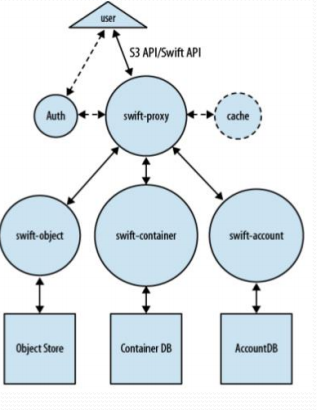 user
S3 API/Swift API
Auth
swift-proxy
cache
swift-object
swift-container
swift-account
Object Store
Container DB
AccountDB